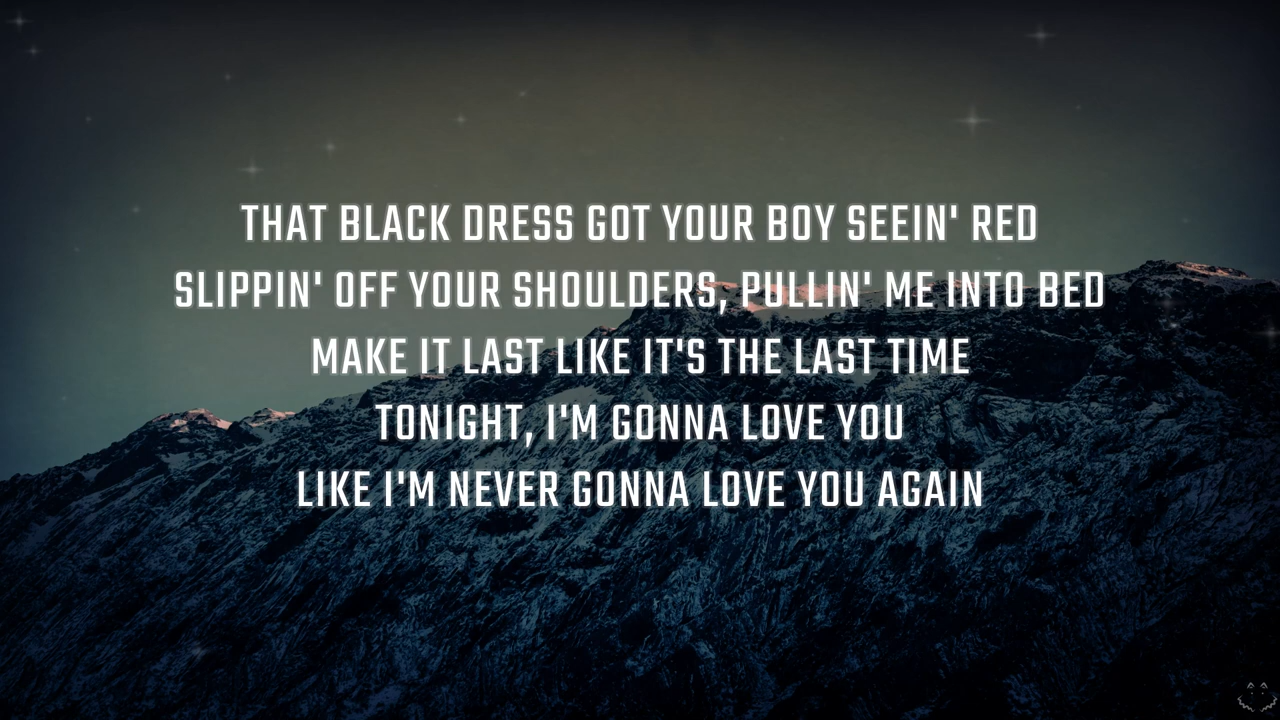 THAT BLACK DRESS GOT YOUR BOY SEEIN' RED
SLIPPIN' OFF YOUR SHOULDERS, PULLIN' ME INTO BED
MAKE IT LAST LIKE IT'S THE LAST TIME
TONIGHT, I'M GONNA LOVE YOU
LIKE I'M NEVER GONNA LOVE YOU AGAIN